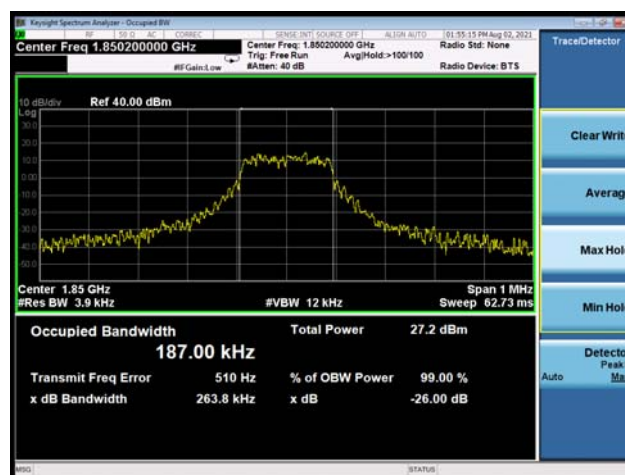 Keysight Spectrum Analyzer - Occupied BW
RF 50 Ω AC CORREC SENSE:INT SOURCE OFF ALIGN AUTO 01:55:15 PM Aug 02, 2021
Center Freq 1.850200000 GHz
Center Freq: 1.850200000 GHz
Radio Std: None
Trig: Free Run Avg|Hold:>100/100
#IFGain:Low #Atten: 40 dB Radio Device: BTS
10 dB/div Ref 40.00 dBm
Log
30.0
20.0
10.0
0.00
-10.0
-20.0
-30.0
-40.0
-50.0
Center 1.85 GHz Span 1 MHz
#Res BW 3.9 kHz #VBW 12 kHz Sweep 62.73 ms
Occupied Bandwidth Total Power 27.2 dBm
187.00 kHz
Transmit Freq Error 510 Hz % of OBW Power 99.00 %
x dB Bandwidth 263.8 kHz x dB -26.00 dB
MSG STATUS
Trace/Detector
Clear Writ
Averag
Max Hol
Min Hol
Detecto
Peak
Auto Ma